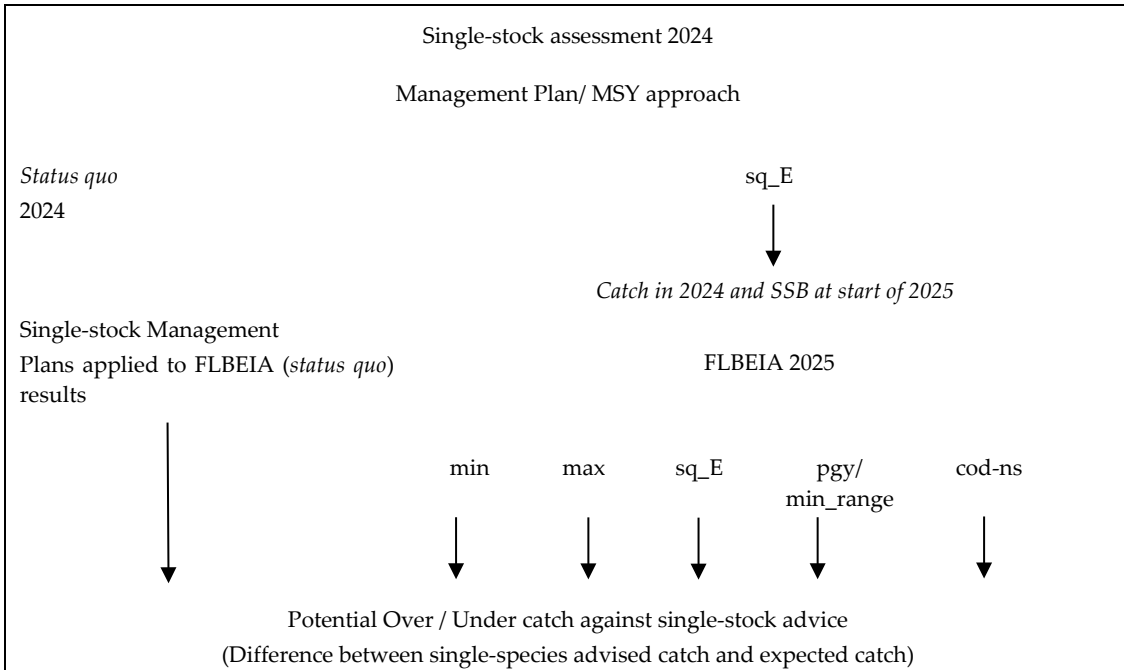 Single-stock assessment 2024
Management Plan/ MSY approach
Status quo
2024
sq_E
Catch in 2024 and SSB at start of 2025
Single-stock Management
Plans applied to FLBEIA (status quo)
results
FLBEIA 2025
min
max
sq_E
pgy/
min_range
cod-ns
Potential Over / Under catch against single-stock advice
(Difference between single-species advised catch and expected catch)